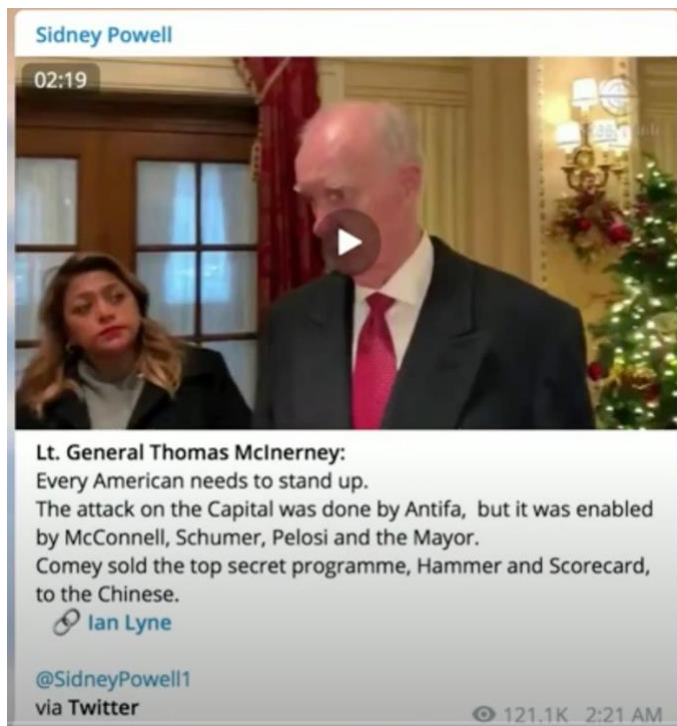 Sidney Powell
02:19
Lt. General Thomas McInerney:
Every American needs to stand up.
The attack on the Capital was done by Antifa,  but it was enabled
by McConnell, Schumer, Pelosi and the Mayor.
Comey sold the top secret programme, Hammer and Scorecard,
to the Chinese.
Ian Lyne
@SidneyPowell1
via Twitter
121.1K 2:21 AM